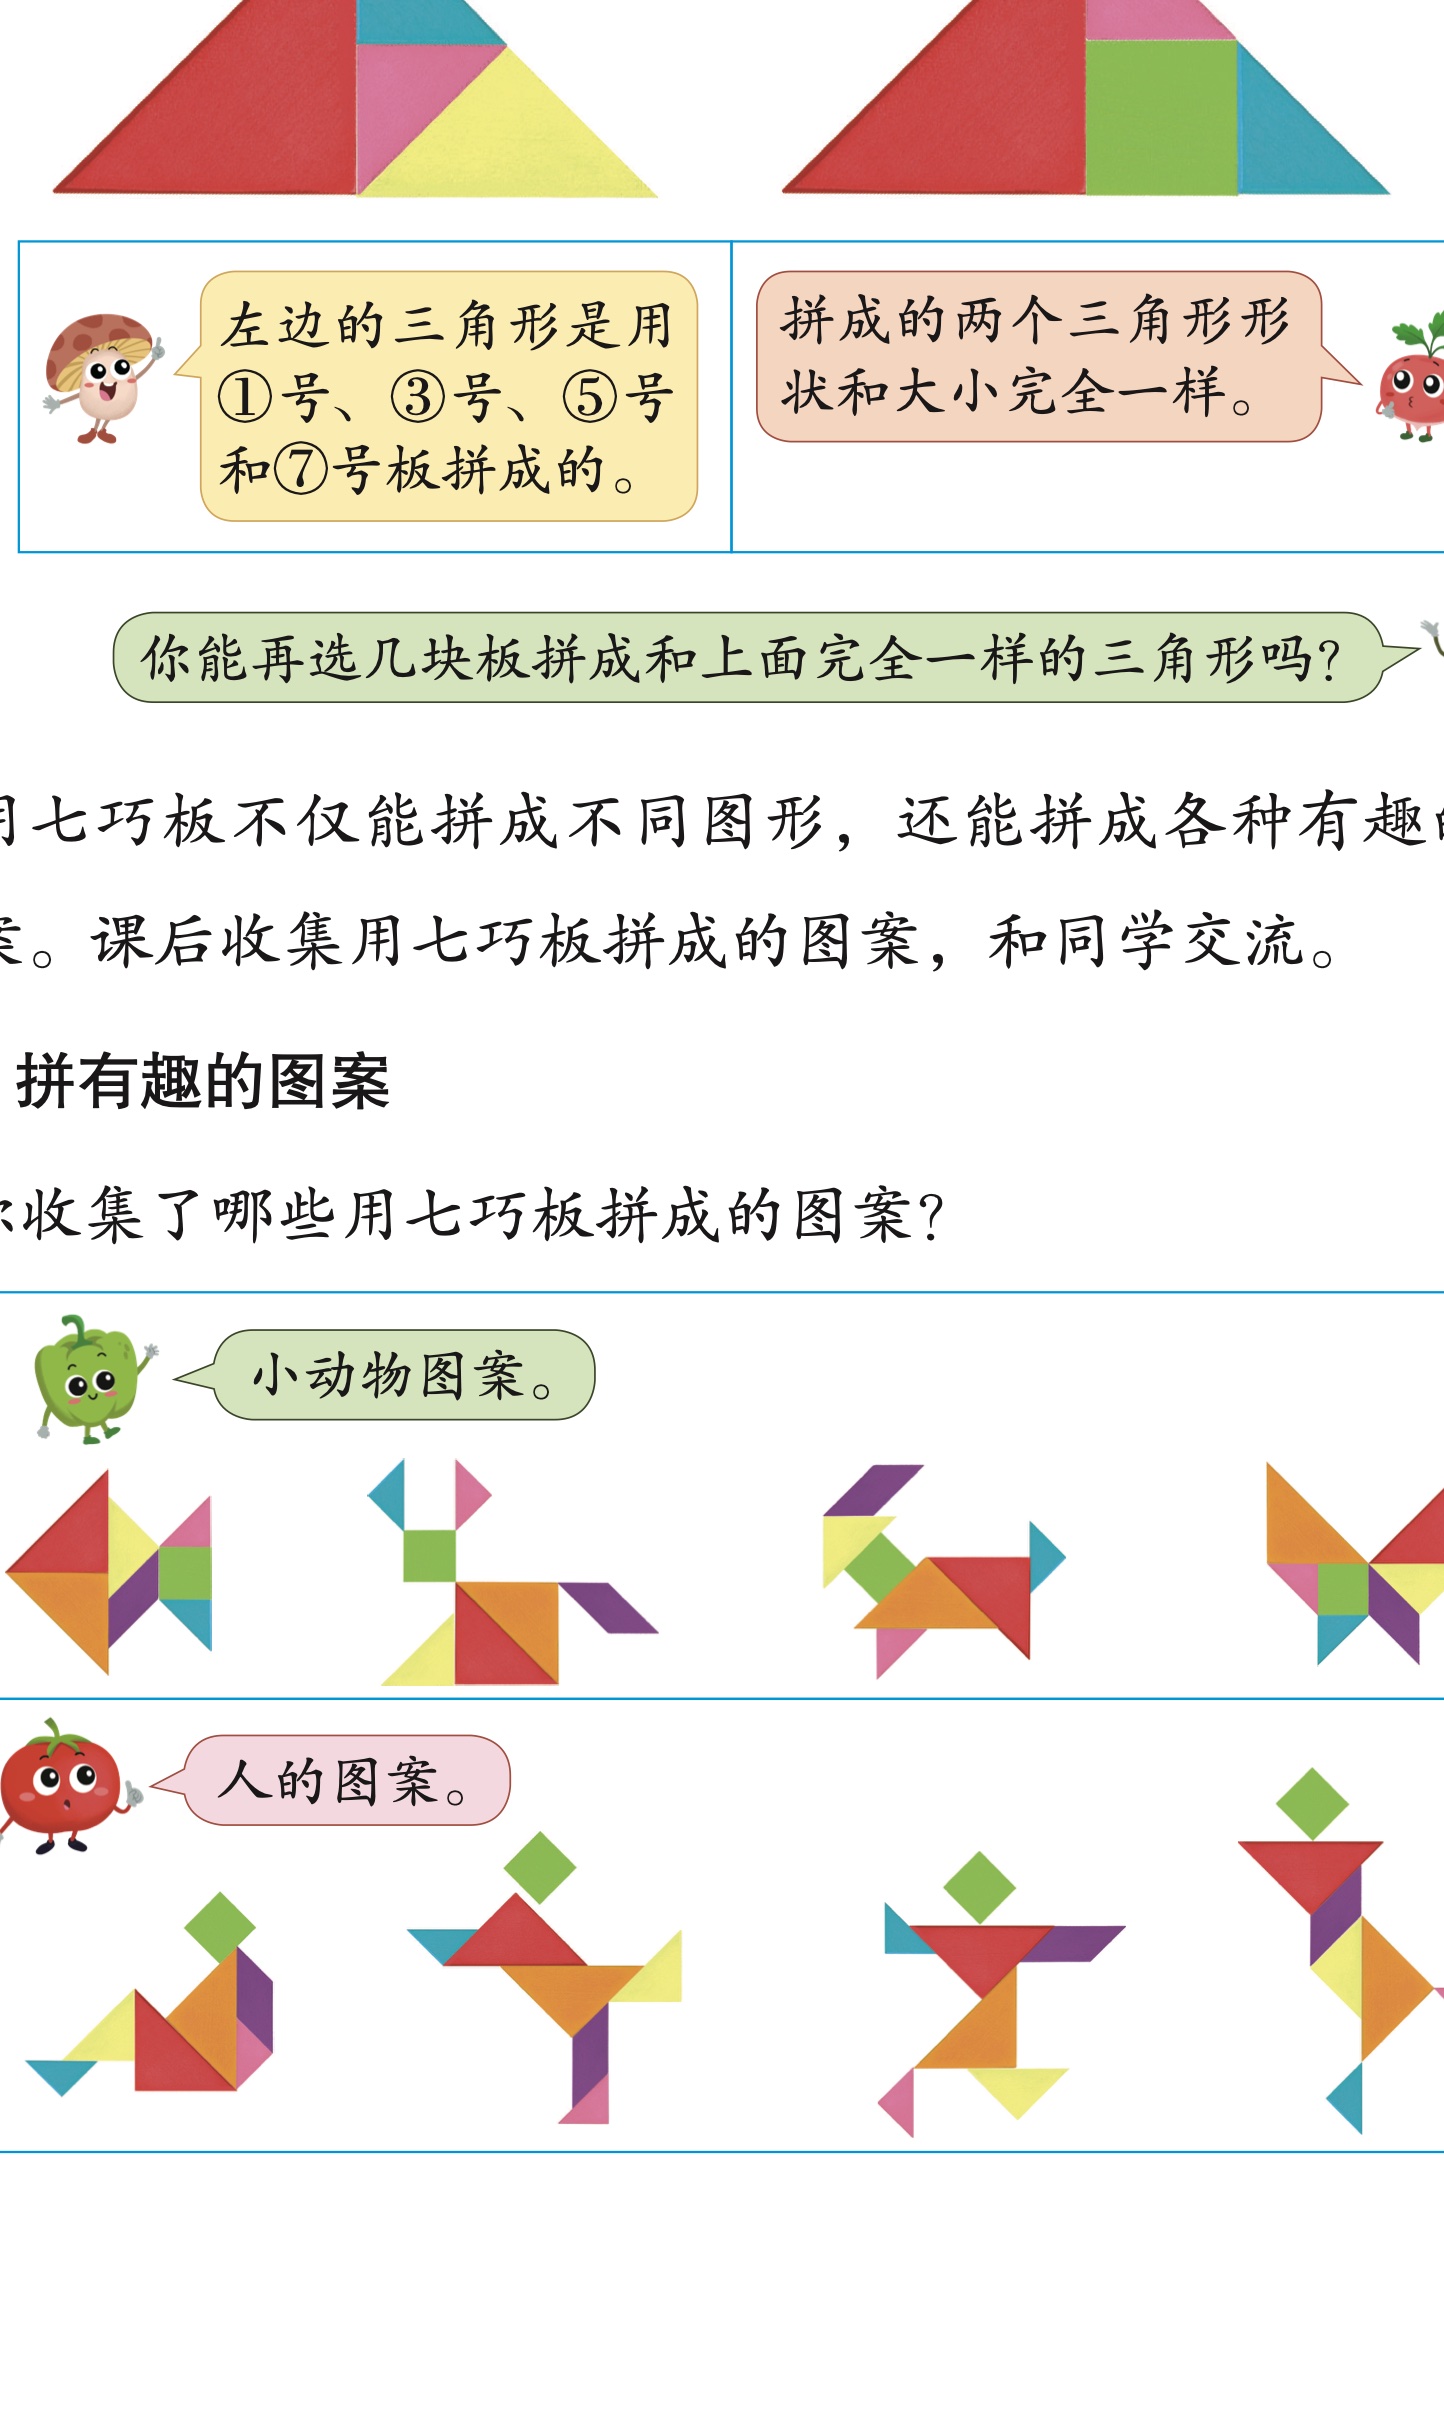 左边的三角形是用
①号、③号、⑤号
和⑦号板拼成的。
拼成的两个三角形形
状和大小完全一样。
你能再选几块板拼成和上面完全一样的三角形吗?
用七巧板不仅能拼成不同图形,还能拼成各种有趣的
案。课后收集用七巧板拼成的图案,和同学交流。
拼有趣的图案
你收集了哪些用七巧板拼成的图案?
小动物图案。
人的图案。